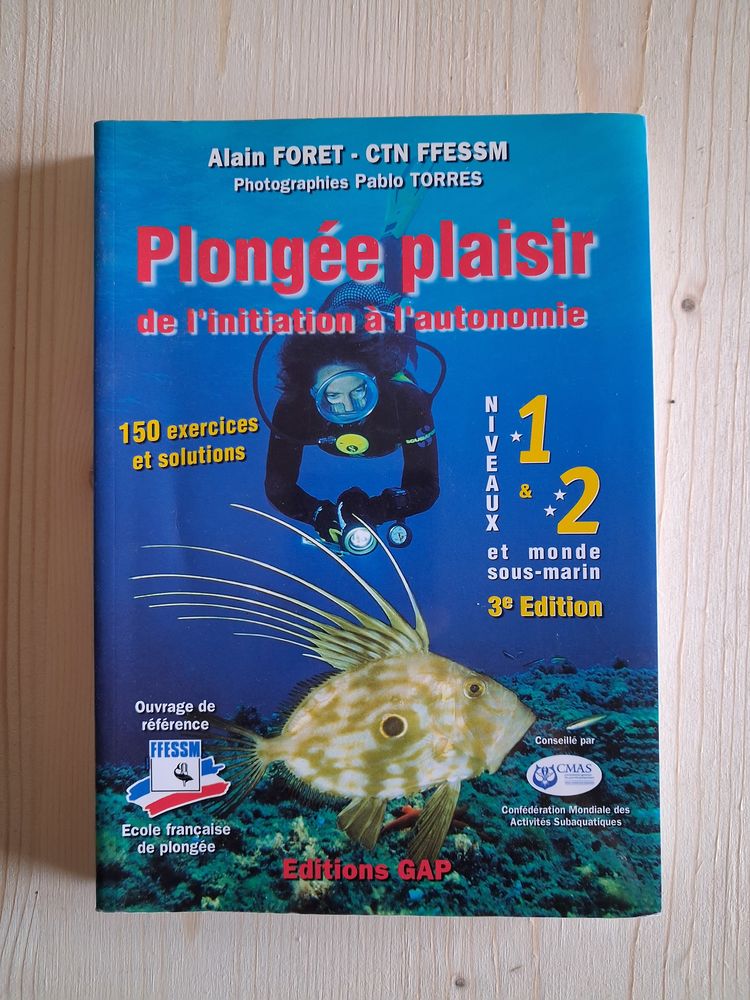 Alain FORET - CTN FFESSM
Photographies Pablo TORRES
Plongée plaisir
de l'initiation à l'autonomie
150 exercices
et solutions
NIVEAUX
1
&
2
et monde
sous-marin
3e Edition
Ouvrage de
référence
FFESSM
Ecole française
de plongée
Conseillé par
CMAS
Confédération Mondiale des
Activités Subaquatiques
Editions GAP